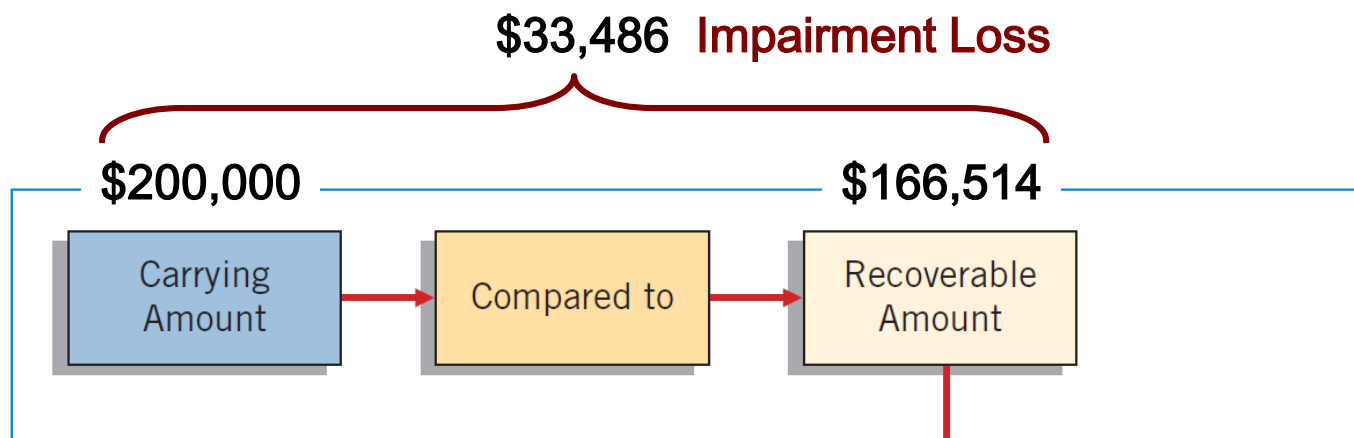 $33,486 Impairment Loss
$200,000
$166,514
Carrying
Amount
Compared to
Recoverable
Amount